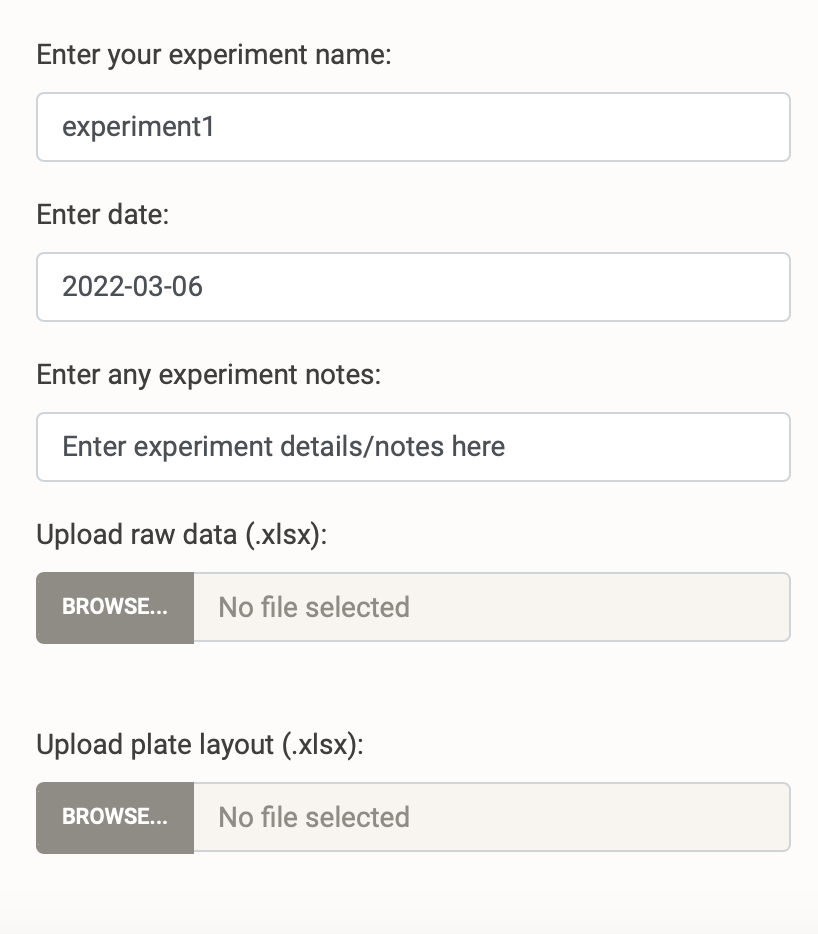 Enter your experiment name:
experiment1
Enter date:
2022-03-06
Enter any experiment notes:
Enter experiment details/notes here
Upload raw data (.xlsx):
BROWSE... No file selected
Upload plate layout (.xlsx):
BROWSE... No file selected